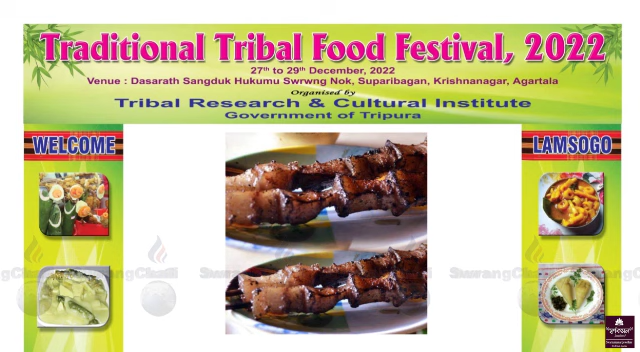 Traditional Tribal Food Festival, 2022
27th to 29th December, 2022
Venue : Dasarath Sangduk Hukumu Swrwng Nok, Suparibagan, Krishnanagar, Agartala
Organised by
Tribal Research & Cultural Institute
Government of Tripura
WELCOME
LAMSOGO